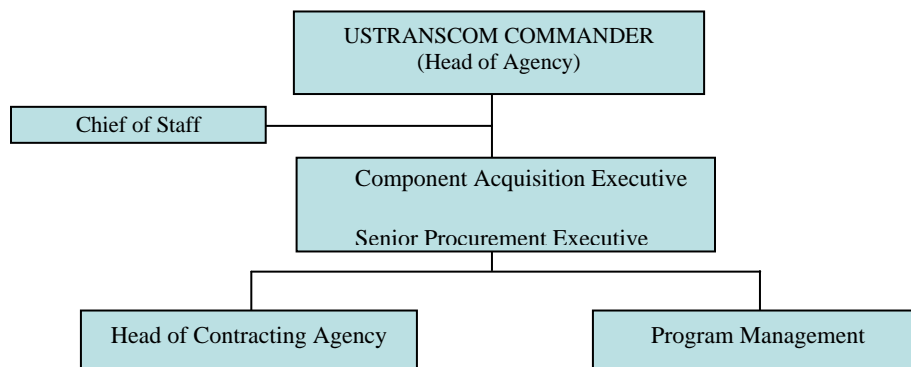 USTRANSCOM COMMANDER
(Head of Agency)
Chief of Staff
Component Acquisition Executive
Senior Procurement Executive
Head of Contracting Agency
Program Management